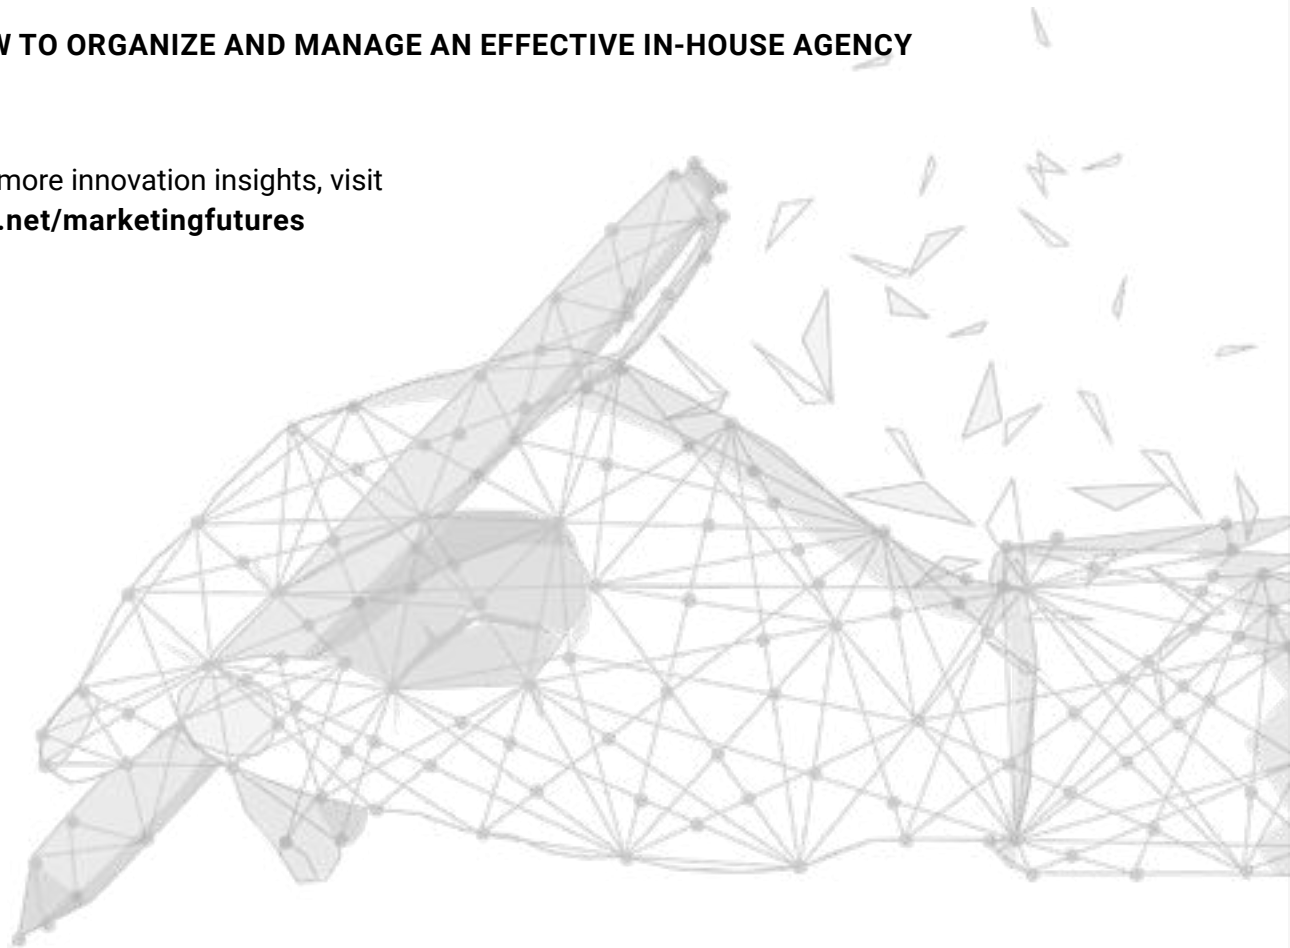 W TO ORGANIZE AND MANAGE AN EFFECTIVE IN-HOUSE AGENCY
more innovation insights, visit
.net/marketingfutures